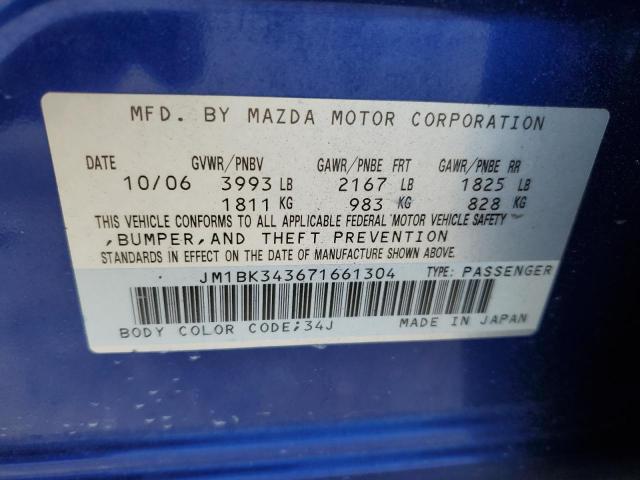 MFD. BY MAZDA MOTOR CORPORATION
DATE GVWR/PNBV GAWR/PNBE FRT GAWR/PNBE RR
10/06 3993 LB 2167 LB 1825 LB
1811 KG 983 KG 828 KG
THIS VEHICLE CONFORMS TO ALL APPLICABLE FEDERAL MOTOR VEHICLE SAFETY
,BUMPER,AND THEFT PREVENTION
STANDARDS IN EFFECT ON THE DATE OF MANUFACTURE SHOWN ABOVE.
JM1BK343671661304 TYPE: PASSENGER
BODY COLOR CODE;34J MADE IN JAPAN